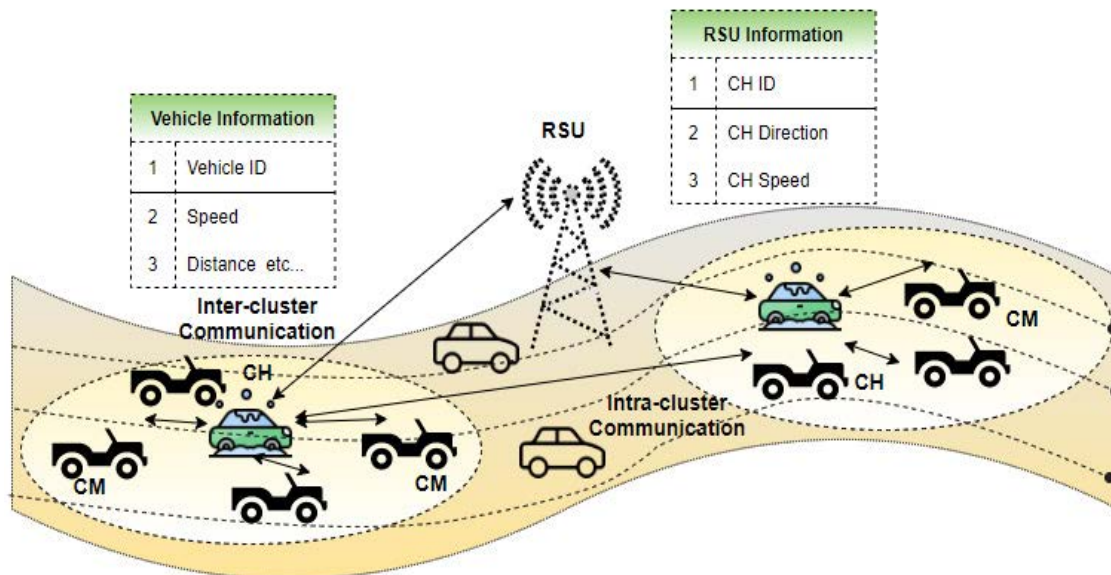 RSU Information
1 CH ID
2 CH Direction
3 CH Speed
Vehicle Information
1 Vehicle ID
2 Speed
3 Distance etc...
RSU
Inter-cluster
Communication
CH
CM
CM
CM
CH
Intra-cluster
Communication